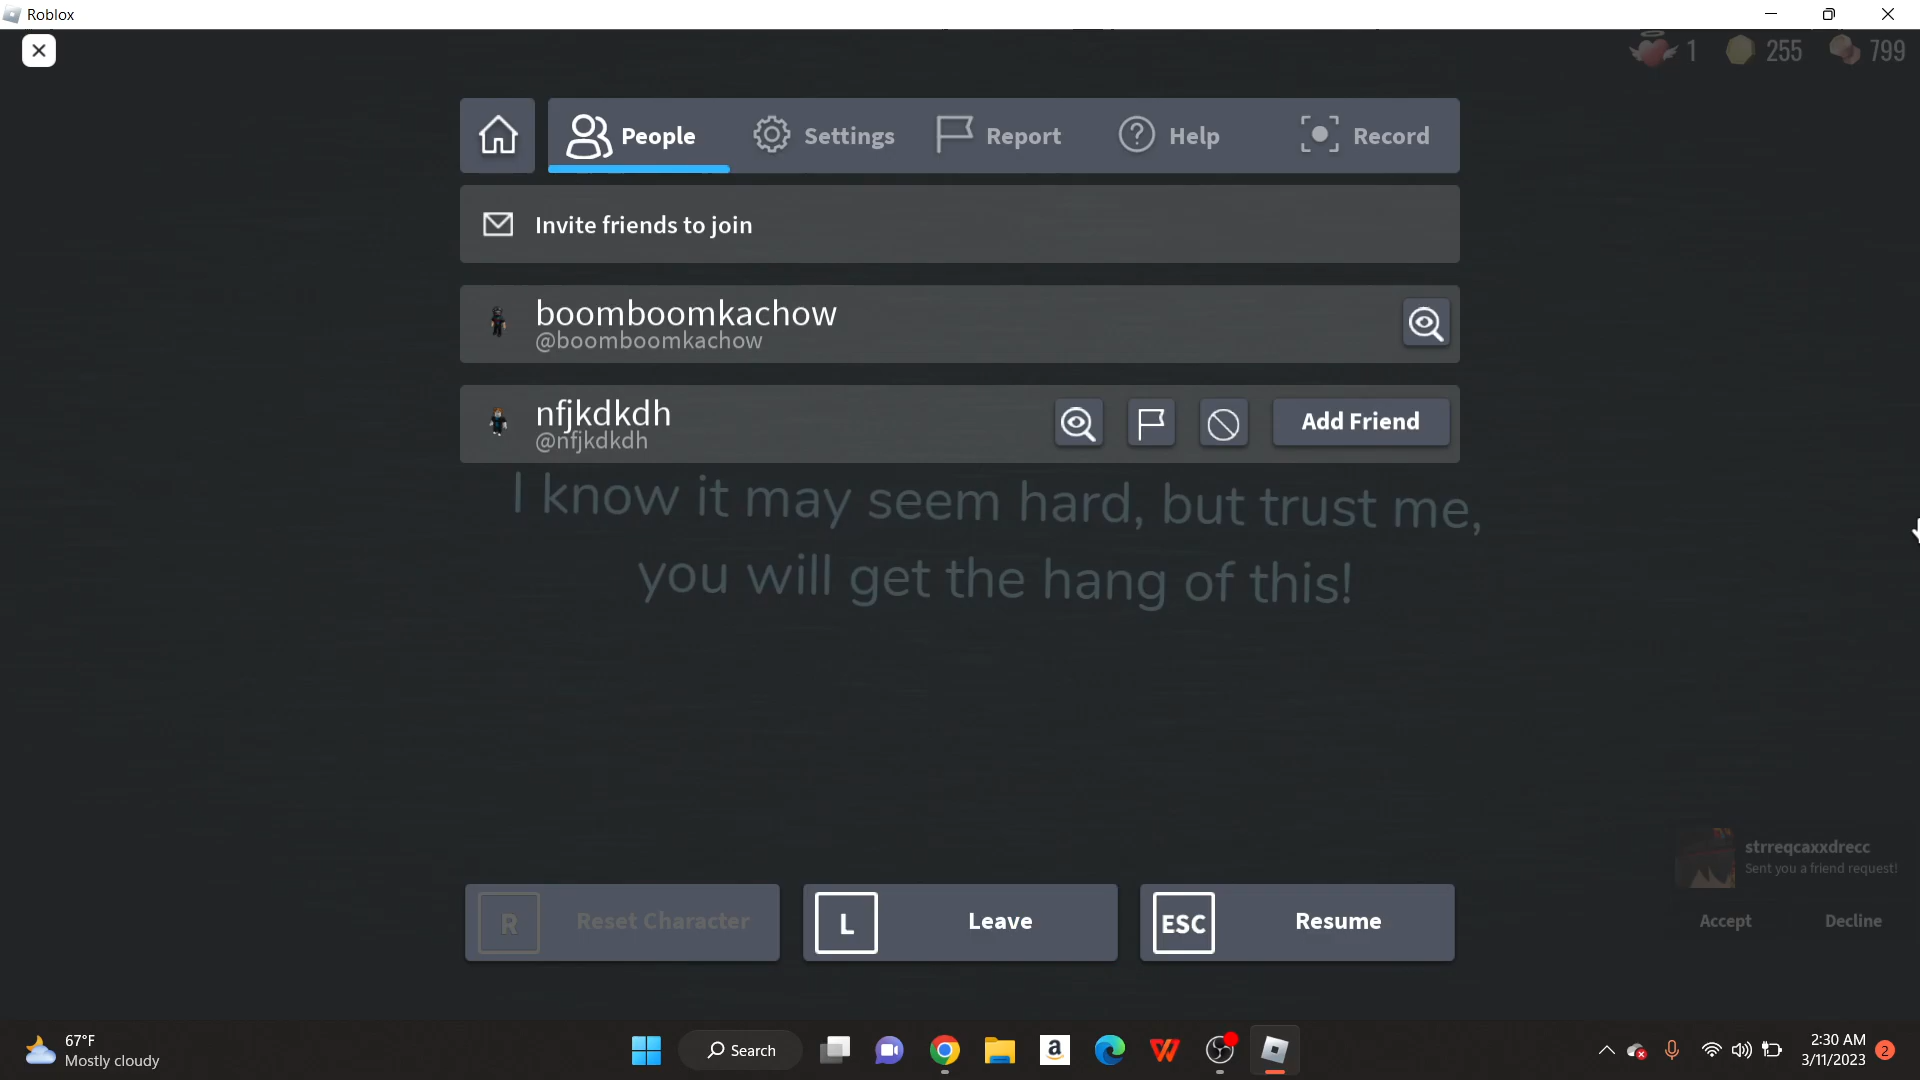 Roblox
1 255 799
People Settings Report Help Record
Invite friends to join
boomboomkachow
@boomboomkachow
nfjkdkdh
@nfjkdkdh
Add Friend
I know it may seem hard, but trust me,
you will get the hang of this!
strreqcaxxdrecc
Sent you a friend request!
Accept Decline
R Reset Character
L Leave
ESC Resume
67°F
Mostly cloudy
Search
a
2:30 AM
3/11/2023
2